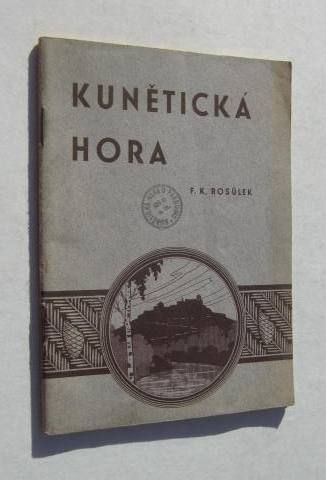 KUNĚTICKÁ
HORA
F. K. ROSŮLEK